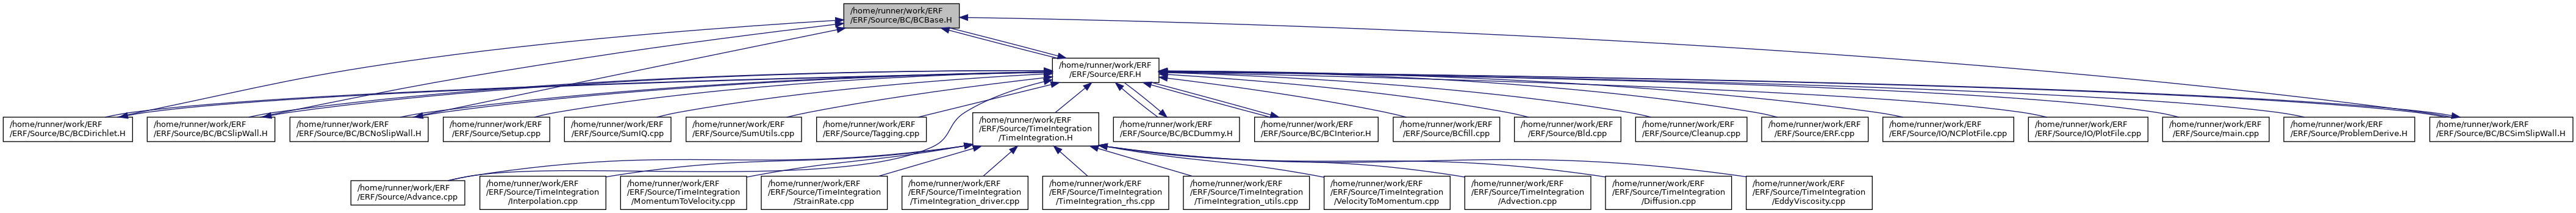 /home/runner/work/ERF
/ERF/Source/BC/BCBase.H
/home/runner/work/ERF
/ERF/Source/ERF.H
/home/runner/work/ERF
/ERF/Source/BC/BCDirichlet.H
/home/runner/work/ERF
/ERF/Source/BC/BCSlipWall.H
/home/runner/work/ERF
/ERF/Source/BC/BCNoSlipWall.H
/home/runner/work/ERF
/ERF/Source/Setup.cpp
/home/runner/work/ERF
/ERF/Source/SumIQ.cpp
/home/runner/work/ERF
/ERF/Source/SumUtils.cpp
/home/runner/work/ERF
/ERF/Source/Tagging.cpp
/home/runner/work/ERF
/ERF/Source/TimeIntegration
/TimeIntegration.H
/home/runner/work/ERF
/ERF/Source/BC/BCDummy.H
/home/runner/work/ERF
/ERF/Source/BC/BCInterior.H
/home/runner/work/ERF
/ERF/Source/BCfill.cpp
/home/runner/work/ERF
/ERF/Source/Bld.cpp
/home/runner/work/ERF
/ERF/Source/Cleanup.cpp
/home/runner/work/ERF
/ERF/Source/ERF.cpp
/home/runner/work/ERF
/ERF/Source/IO/NCPlotFile.cpp
/home/runner/work/ERF
/ERF/Source/IO/PlotFile.cpp
/home/runner/work/ERF
/ERF/Source/main.cpp
/home/runner/work/ERF
/ERF/Source/ProblemDerive.H
/home/runner/work/ERF
/ERF/Source/BC/BCSimSlipWall.H
/home/runner/work/ERF
/ERF/Source/Advance.cpp
/home/runner/work/ERF
/ERF/Source/TimeIntegration
/Interpolation.cpp
/home/runner/work/ERF
/ERF/Source/TimeIntegration
/MomentumToVelocity.cpp
/home/runner/work/ERF
/ERF/Source/TimeIntegration
/StrainRate.cpp
/home/runner/work/ERF
/ERF/Source/TimeIntegration
/TimeIntegration_driver.cpp
/home/runner/work/ERF
/ERF/Source/TimeIntegration
/TimeIntegration_rhs.cpp
/home/runner/work/ERF
/ERF/Source/TimeIntegration
/TimeIntegration_utils.cpp
/home/runner/work/ERF
/ERF/Source/TimeIntegration
/VelocityToMomentum.cpp
/home/runner/work/ERF
/ERF/Source/TimeIntegration
/Advection.cpp
/home/runner/work/ERF
/ERF/Source/TimeIntegration
/Diffusion.cpp
/home/runner/work/ERF
/ERF/Source/TimeIntegration
/EddyViscosity.cpp